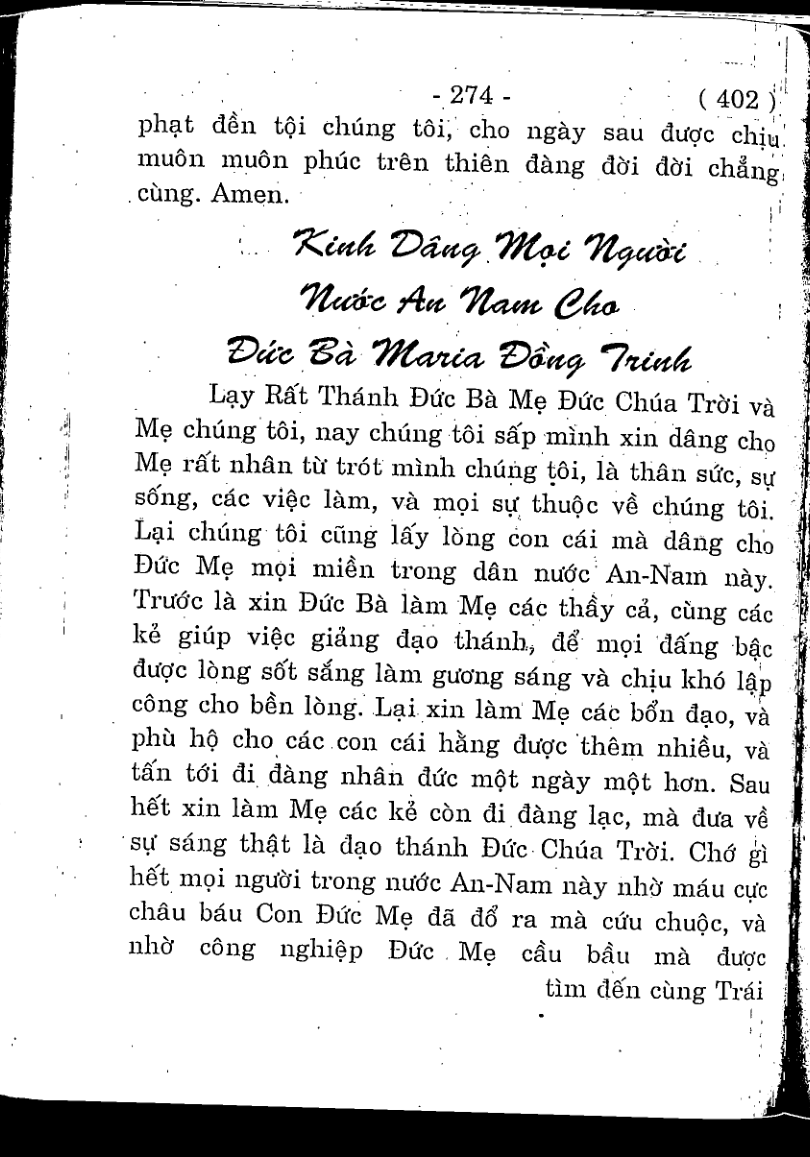 - 274 - ( 402 )
phạt đền tội chúng tôi, cho ngày sau được chịu
muôn muôn phúc trên thiên đàng đời đời chẳng
cùng. Amen.
Kinh Dâng Mọi Người
Nước An Nam Cho
Đức Bà Maria Đồng Trinh
Lạy Rất Thánh Đức Bà Mẹ Đức Chúa Trời và
Mẹ chúng tôi, nay chúng tôi sấp mình xin dâng cho
Mẹ rất nhân từ trót mình chúng tôi, là thân sức, sự
sống, các việc làm, và mọi sự thuộc về chúng tôi.
Lại chúng tôi cũng lấy lòng con cái mà dâng cho
Đức Mẹ mọi miền trong dân nước An-Nam này.
Trước là xin Đức Bà làm Mẹ các thầy cả, cùng các
kẻ giúp việc giảng đạo thánh, để mọi đấng bậc
được lòng sốt sắng làm gương sáng và chịu khó lập
công cho bền lòng. Lại xin làm Mẹ các bổn đạo, và
phù hộ cho các con cái hằng được thêm nhiều, và
tấn tới đi đàng nhân đức một ngày một hơn. Sau
hết xin làm Mẹ các kẻ còn đi đàng lạc, mà đưa về
sự sáng thật là đạo thánh Đức Chúa Trời. Chớ gì
hết mọi người trong nước An-Nam này nhờ máu cực
châu báu Con Đức Mẹ đã đổ ra mà cứu chuộc, và
nhờ công nghiệp Đức Mẹ cầu bầu mà được
tìm đến cùng Trái